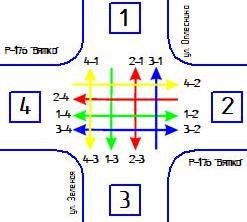 1
ул. Оплеснина
Р-176 "Вятка"
4-1 2-1 3-1
4-2
2-4
4
1-4 1-2
2
3-4 3-2
4-3 1-3 2-3
Р-176 "Вятка"
ул. Зеленая
3